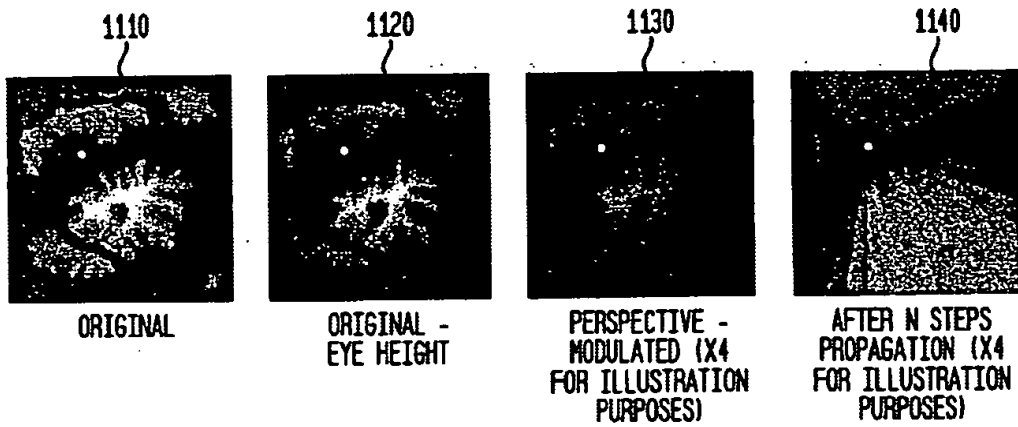 1110
1120
1130
1140
ORIGINAL
ORIGINAL -
EYE HEIGHT
PERSPECTIVE -
MODULATED (X4
FOR ILLUSTRATION
PURPOSES)
AFTER N STEPS
PROPAGATION (X4
FOR ILLUSTRATION
PURPOSES)